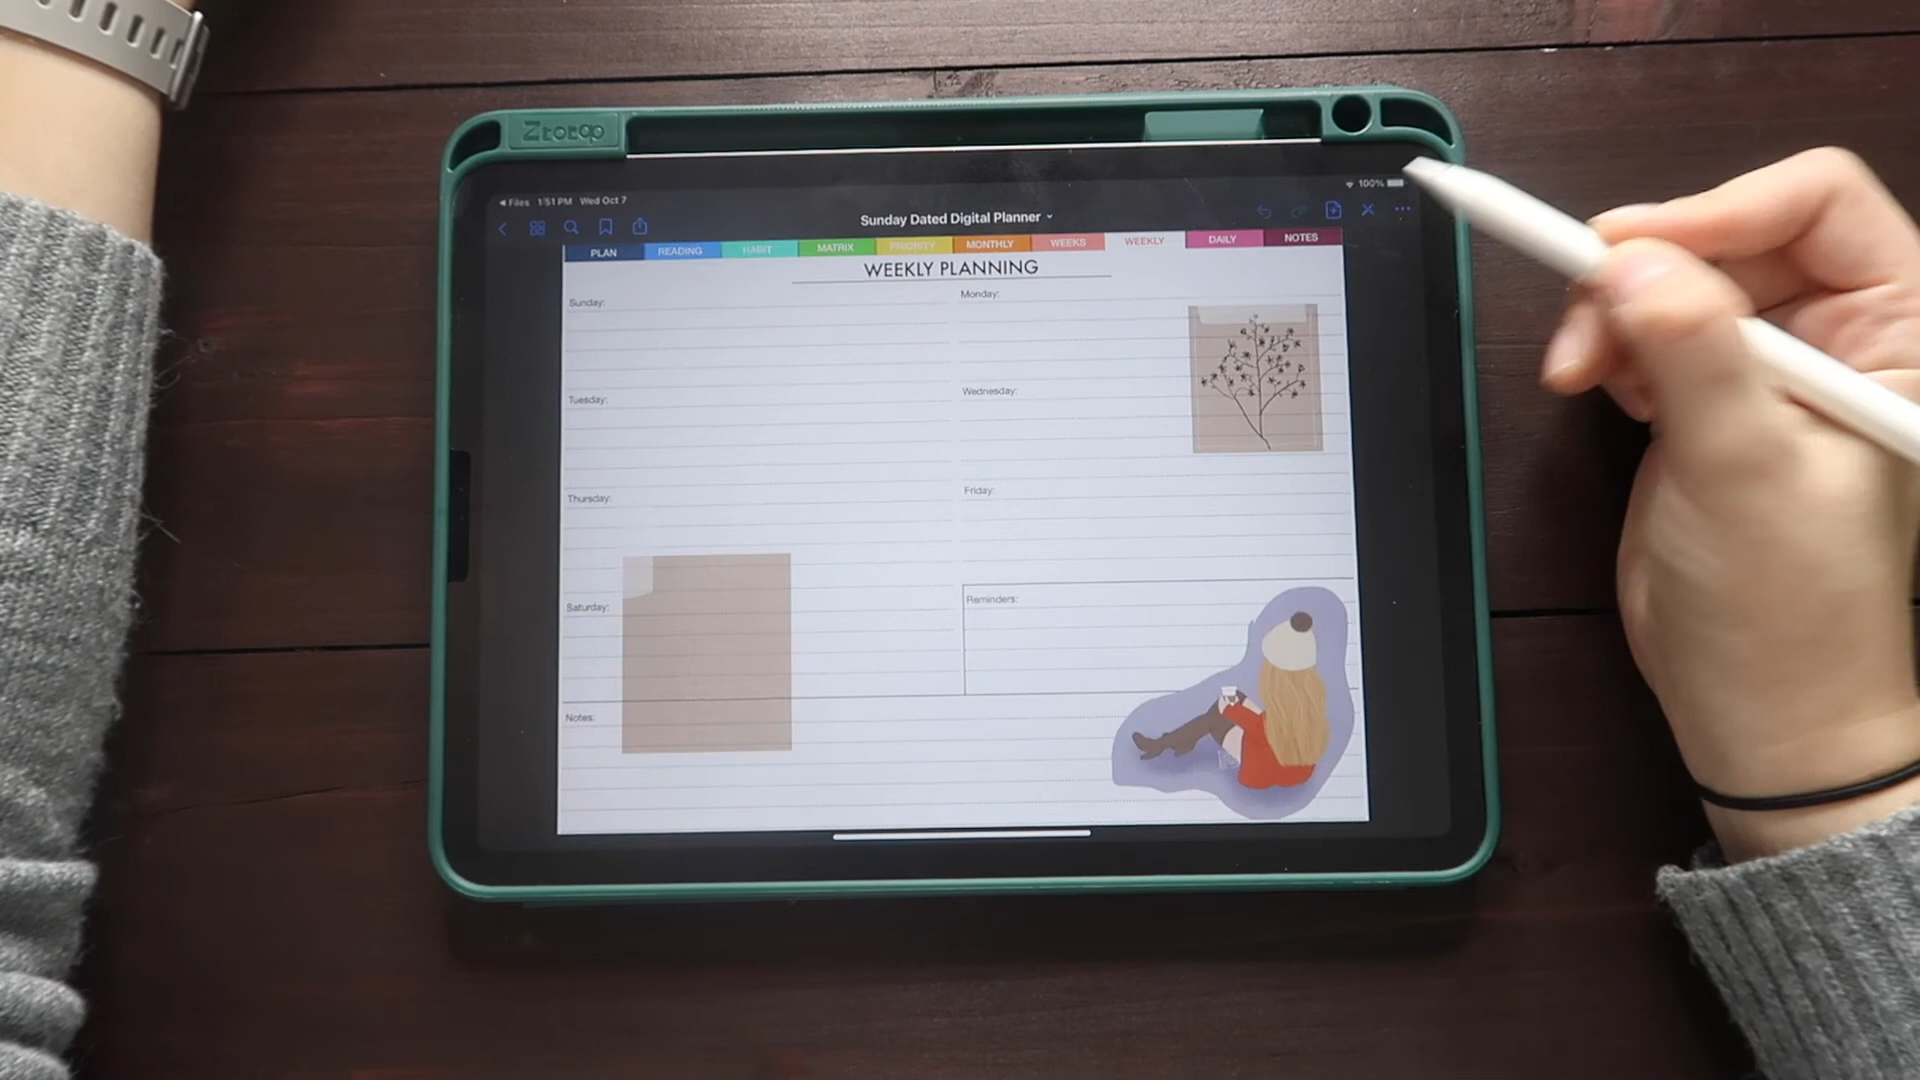 Ztotop
◀ Files 1:51 PM Wed Oct 7
100%
Sunday Dated Digital Planner
PLAN READING HABIT MATRIX PRIORITY MONTHLY WEEKS WEEKLY DAILY NOTES
WEEKLY PLANNING
Sunday: Monday:
Tuesday: Wednesday:
Thursday: Friday:
Saturday: Reminders:
Notes: